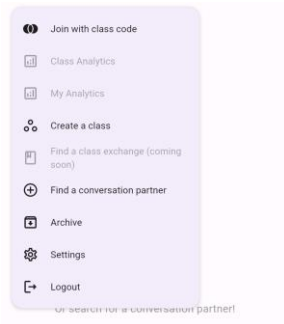 Join with class code
Class Analytics
My Analytics
Create a class
Find a class exchange (coming
soon)
Find a conversation partner
Archive
Settings
Logout
Or search for a conversation partner!